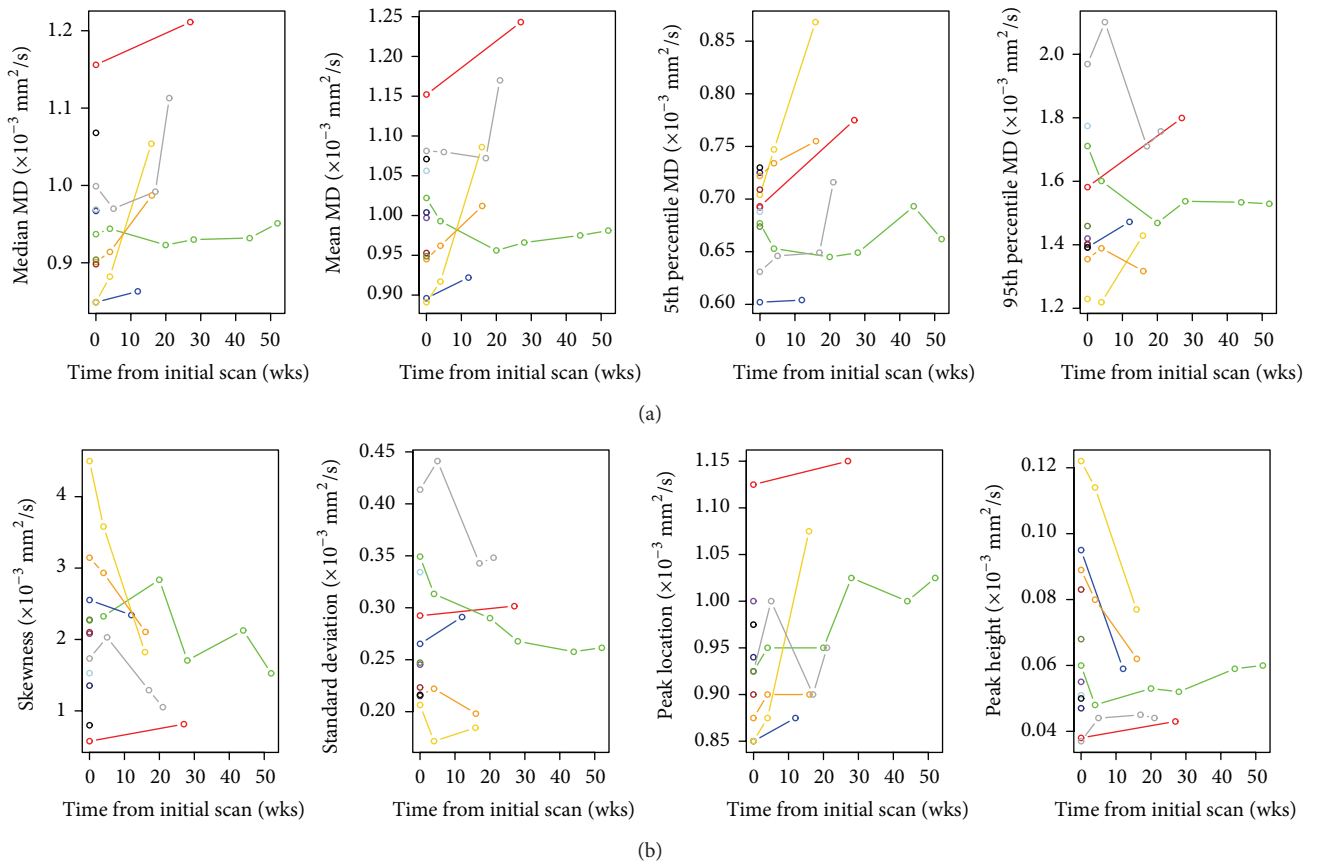 Median MD (×10⁻³ mm²/s)
1.2
1.1
1.0
0.9
0 10 20 30 40 50
Time from initial scan (wks)
Mean MD (×10⁻³ mm²/s)
1.25
1.20
1.15
1.10
1.05
1.00
0.95
0.90
0 10 20 30 40 50
Time from initial scan (wks)
5th percentile MD (×10⁻³ mm²/s)
0.85
0.80
0.75
0.70
0.65
0.60
0 10 20 30 40 50
Time from initial scan (wks)
95th percentile MD (×10⁻³ mm²/s)
2.0
1.8
1.6
1.4
1.2
0 10 20 30 40 50
Time from initial scan (wks)
(a)
Skewness (×10⁻³ mm²/s)
4
3
2
1
0 10 20 30 40 50
Time from initial scan (wks)
Standard deviation (×10⁻³ mm²/s)
0.45
0.40
0.35
0.30
0.25
0.20
0 10 20 30 40 50
Time from initial scan (wks)
Peak location (×10⁻³ mm²/s)
1.15
1.10
1.05
1.00
0.95
0.90
0.85
0 10 20 30 40 50
Time from initial scan (wks)
Peak height (×10⁻³ mm²/s)
0.12
0.10
0.08
0.06
0.04
0 10 20 30 40 50
Time from initial scan (wks)
(b)